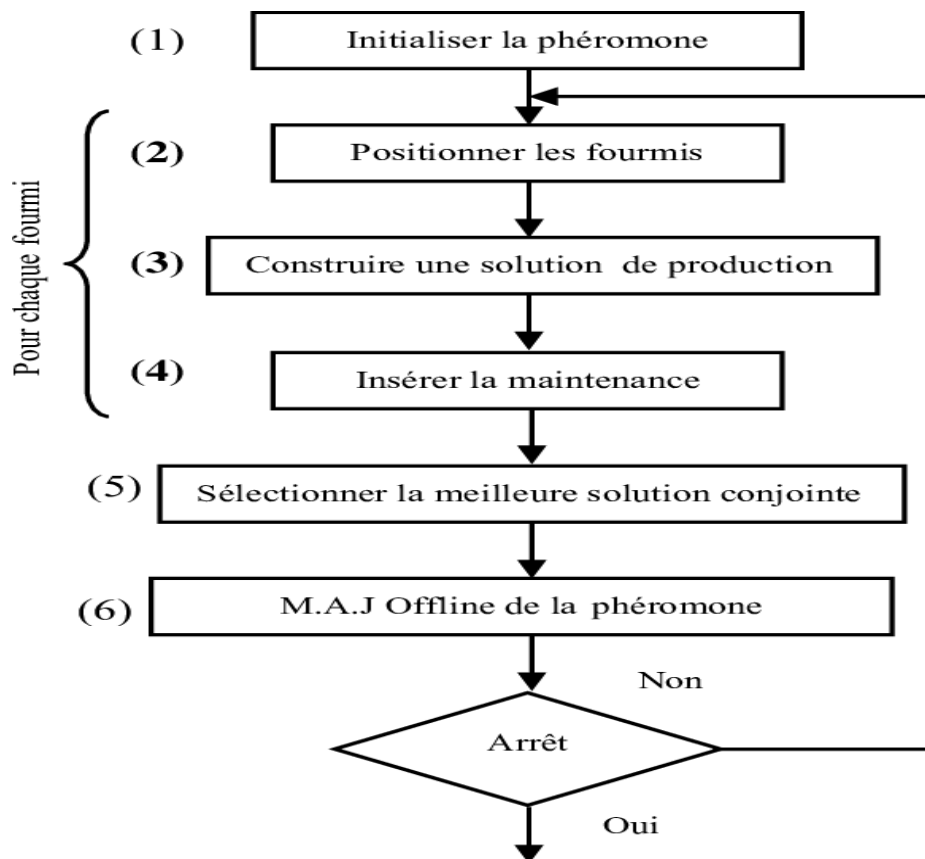 (1) Initialiser la phéromone
Pour chaque fourmi
(2) Positionner les fourmis
(3) Construire une solution de production
(4) Insérer la maintenance
(5) Sélectionner la meilleure solution conjointe
(6) M.A.J Offline de la phéromone
Non
Arrêt
Oui